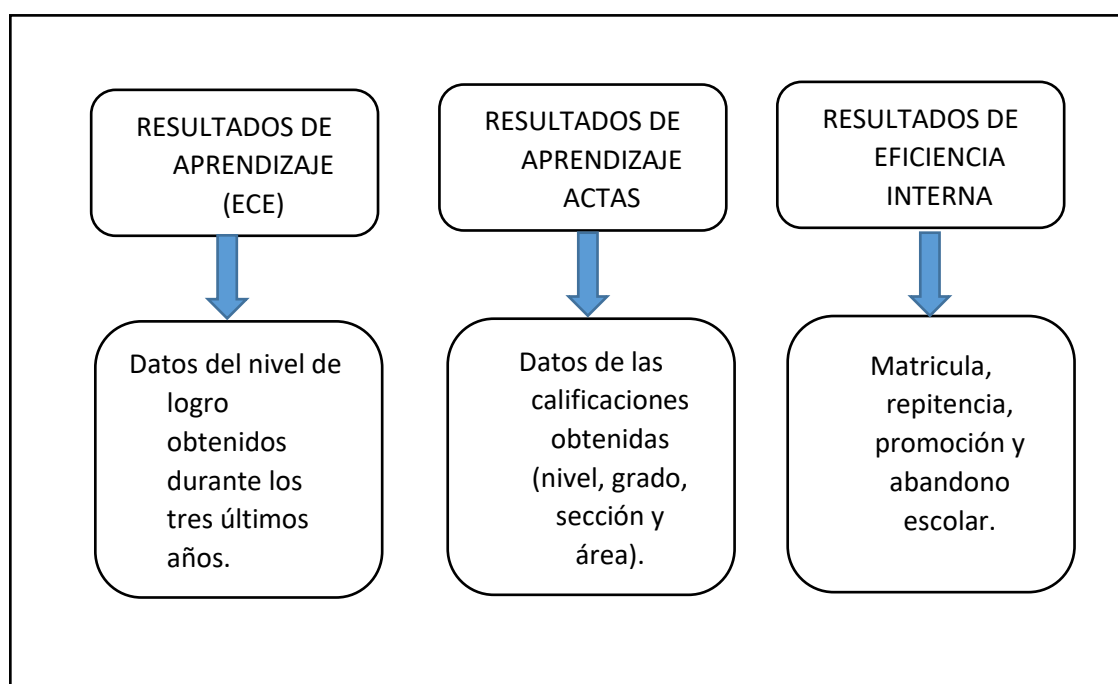 RESULTADOS DE
APRENDIZAJE
(ECE)
RESULTADOS DE
APRENDIZAJE
ACTAS
RESULTADOS DE
EFICIENCIA
INTERNA
Datos del nivel de
logro
obtenidos
durante los
tres últimos
años.
Datos de las
calificaciones
obtenidas
(nivel, grado,
sección y
área).
Matricula,
repitencia,
promoción y
abandono
escolar.